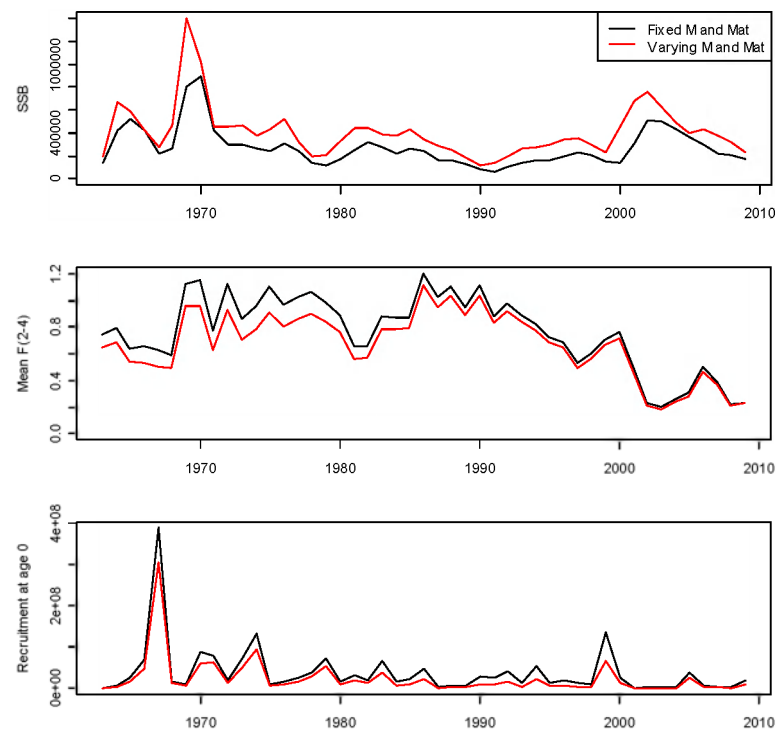 Fixed M and Mat
Varying M and Mat
SSB
1000000
400000
0
1970
1980
1990
2000
2010
Mean F(2-4)
1.2
0.8
0.4
0.0
1970
1980
1990
2000
2010
Recruitment at age 0
4e+08
2e+08
0e+00
1970
1980
1990
2000
2010